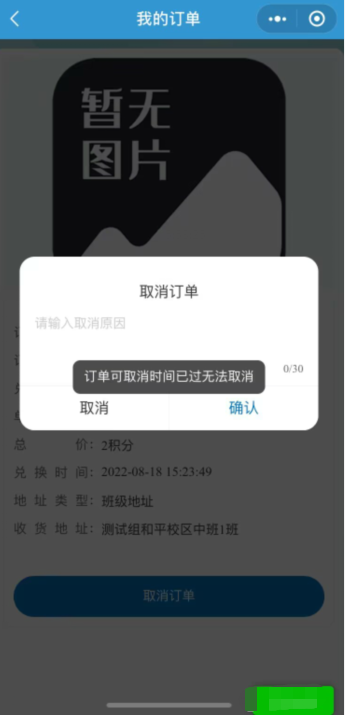 我的订单
暂无
图片
取消订单
请输入取消原因
0/30
订单可取消时间已过无法取消
取消
确认
总价：2积分
兑换时间：2022-08-18 15:23:49
地址类型：班级地址
收货地址：测试组和平校区中班1班
取消订单